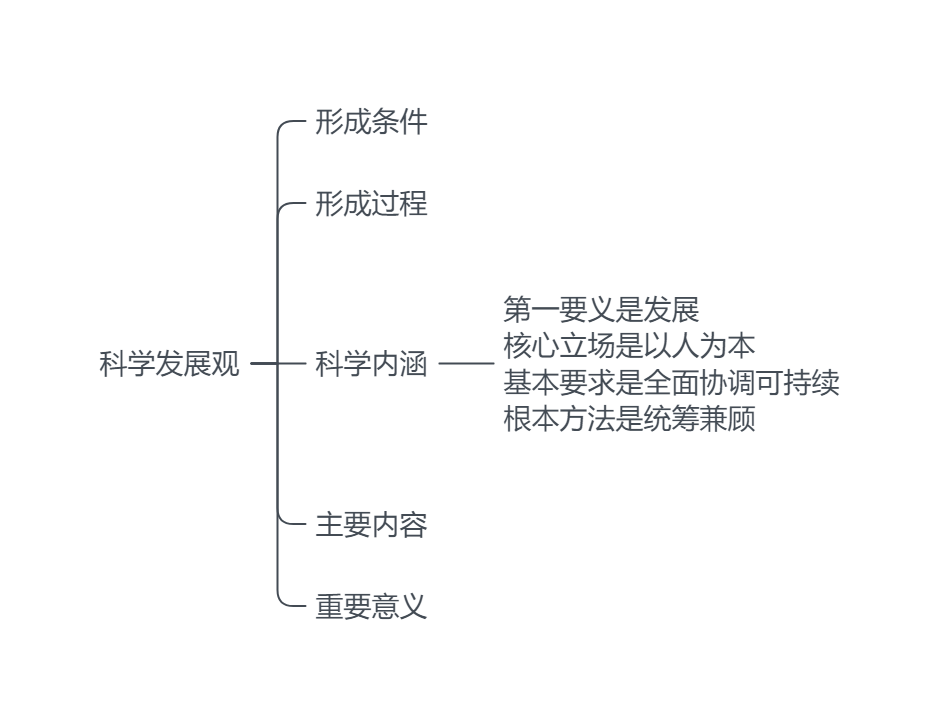 形成条件
形成过程
科学发展观
科学内涵
第一要义是发展
核心立场是以人为本
基本要求是全面协调可持续
根本方法是统筹兼顾
主要内容
重要意义